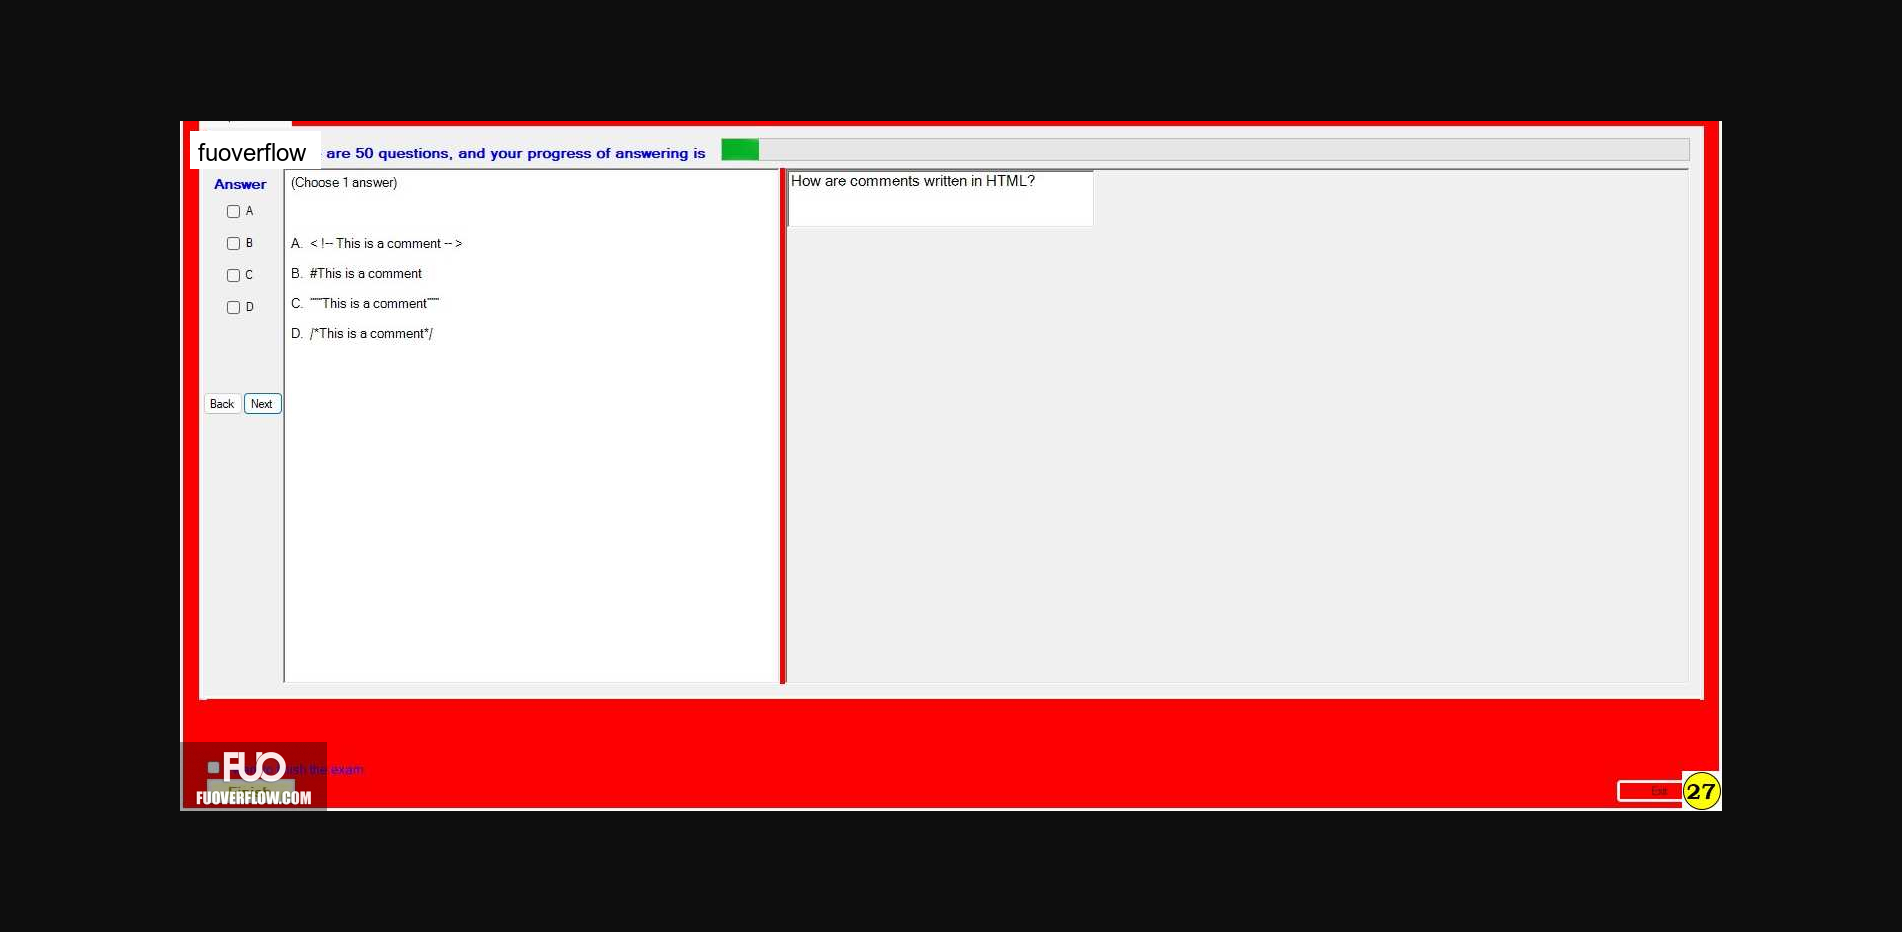 fuoverflow are 50 questions, and your progress of answering is
Answer
A
B
C
D
Back Next
(Choose 1 answer)
A. < !-- This is a comment -- >
B. #This is a comment
C. """This is a comment"""
D. /*This is a comment*/
How are comments written in HTML?
FUO
the exam
FUOVERFLOW.COM
Exit
27